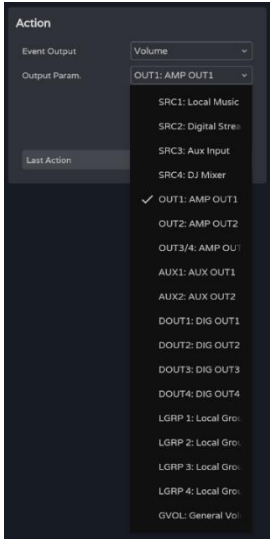 Action
Event Output Volume
Output Param. OUT1: AMP OUT1
SRC1: Local Music
SRC2: Digital Strea
SRC3: Aux Input
SRC4: DJ Mixer
OUT1: AMP OUT1
OUT2: AMP OUT2
OUT3/4: AMP OUT
AUX1: AUX OUT1
AUX2: AUX OUT2
Last Action
DOUT1: DIG OUT1
DOUT2: DIG OUT2
DOUT3: DIG OUT3
DOUT4: DIG OUT4
LGRP 1: Local Grou
LGRP 2: Local Grou
LGRP 3: Local Grou
LGRP 4: Local Grou
GVOL: General Vol